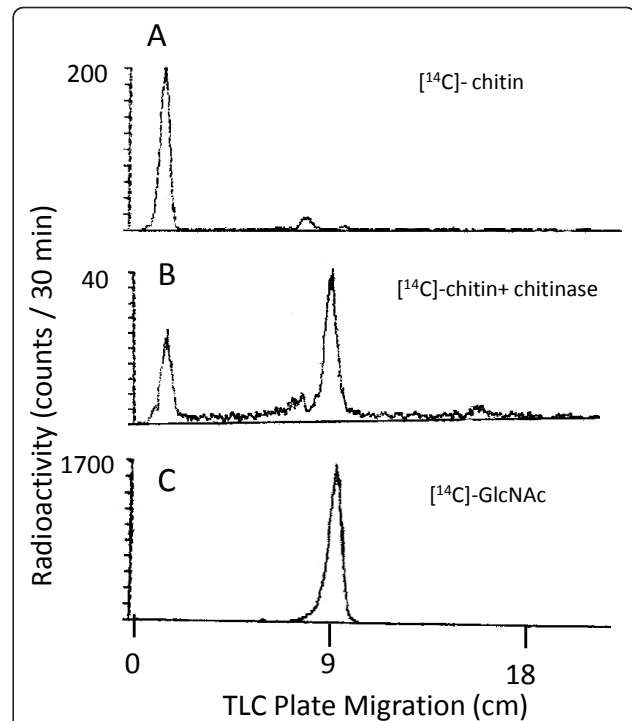 A
200
[¹⁴C]- chitin
B
40
[¹⁴C]-chitin+ chitinase
C
1700
[¹⁴C]-GlcNAc
Radioactivity (counts / 30 min)
0 9 18
TLC Plate Migration (cm)